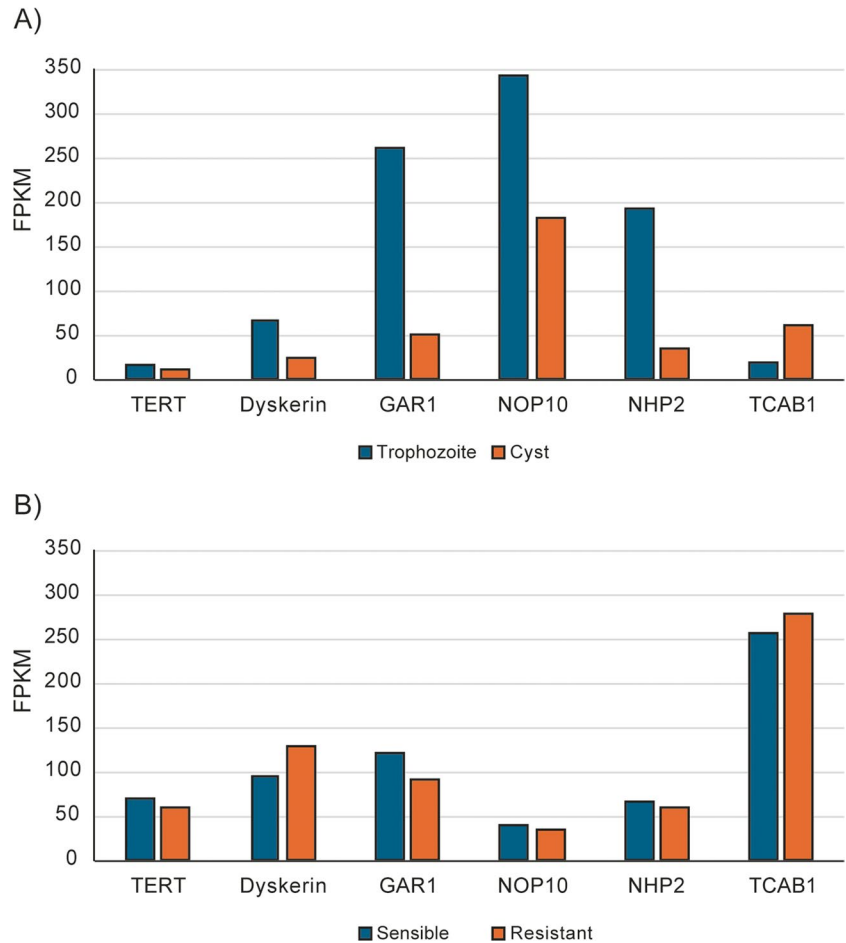 A)
350
300
250
200
150
100
50
0
FPKM
TERT Dyskerin GAR1 NOP10 NHP2 TCAB1
Trophozoite Cyst
B)
350
300
250
200
150
100
50
0
FPKM
TERT Dyskerin GAR1 NOP10 NHP2 TCAB1
Sensible Resistant